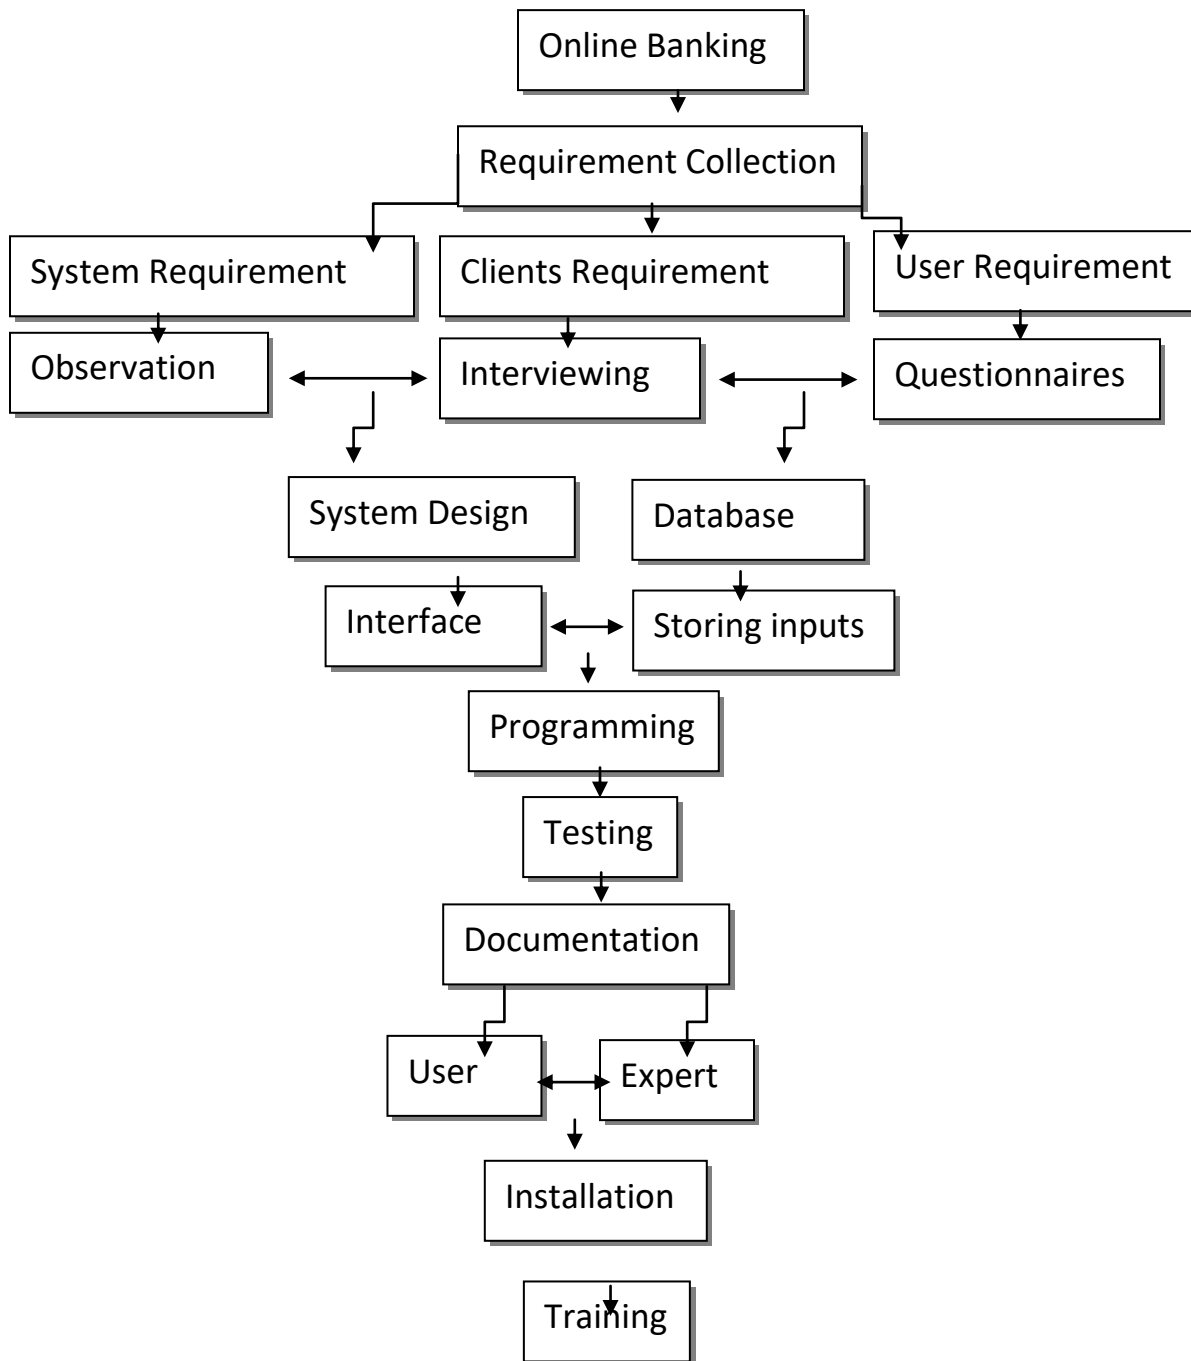 Online Banking
Requirement Collection
System Requirement
Clients Requirement
User Requirement
Observation
Interviewing
Questionnaires
System Design
Database
Interface
Storing inputs
Programming
Testing
Documentation
User
Expert
Installation
Training